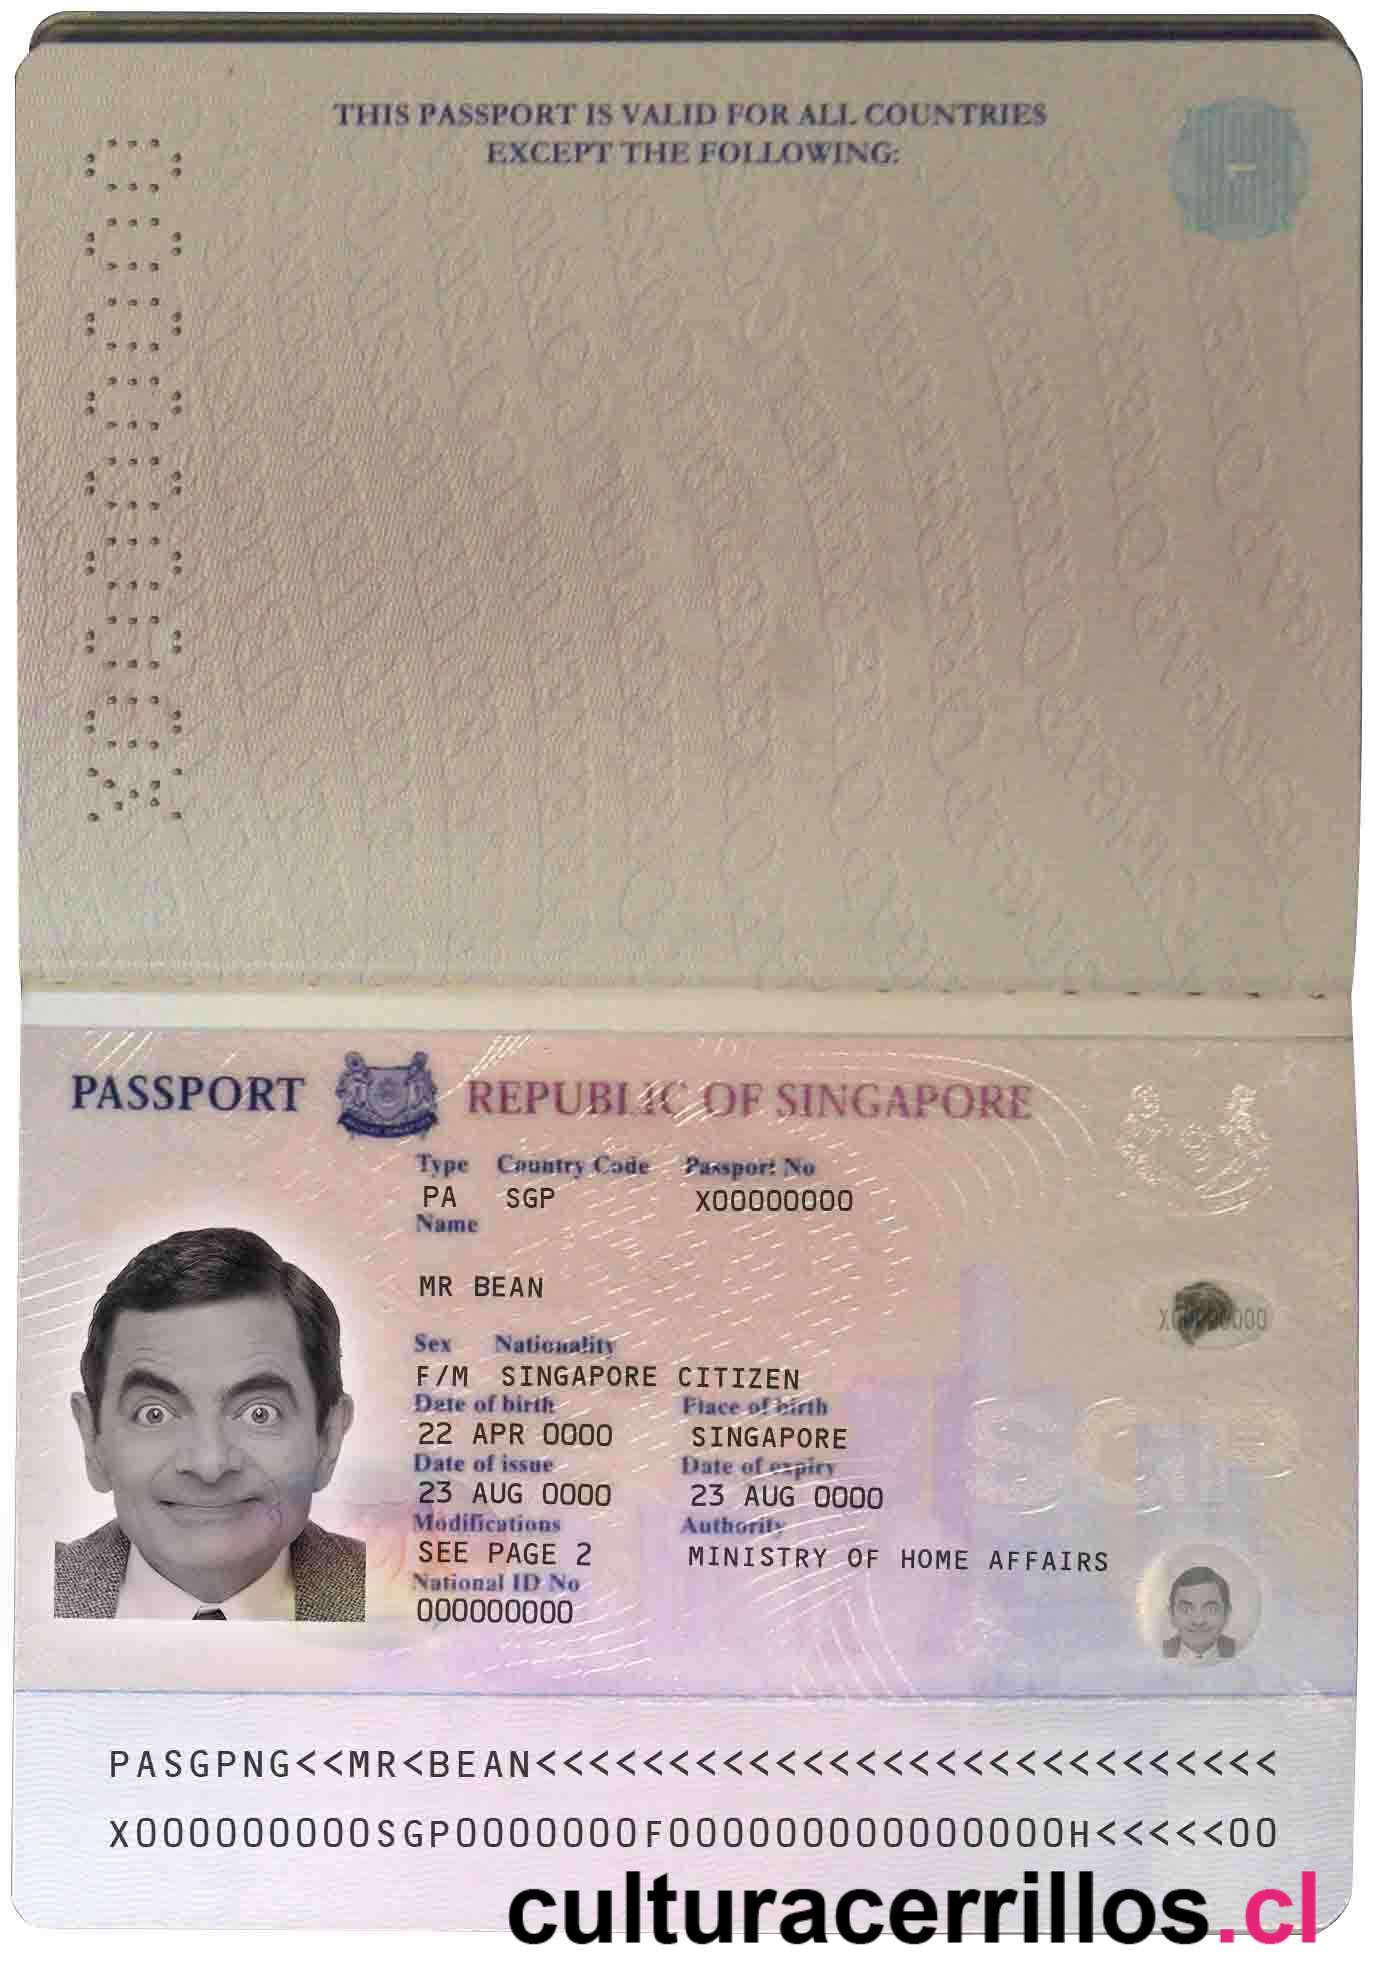 THIS PASSPORT IS VALID FOR ALL COUNTRIES
EXCEPT THE FOLLOWING:
PASSPORT REPUBLIC OF SINGAPORE
Type Country Code Passport No
PA SGP X00000000
Name
MR BEAN
X00000000
Sex Nationality
F/M SINGAPORE CITIZEN
Date of birth Place of birth
22 APR 0000 SINGAPORE
Date of issue Date of expiry
23 AUG 0000 23 AUG 0000
Modifications Authority
SEE PAGE 2 MINISTRY OF HOME AFFAIRS
National ID No
000000000
PASGPNG<<MR<BEAN<<<<<<<<<<<<<<<<<<<<<<<<<<<<
X000000000SGP0000000F000000000000000H<<<<<00
culturacerrillos.cl